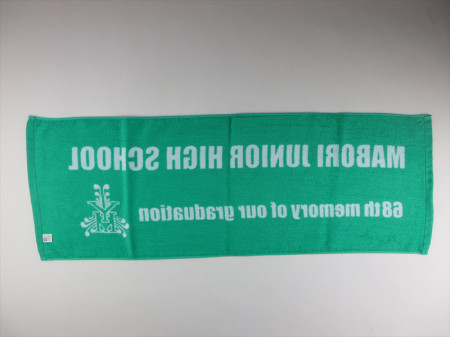 MABORI JUNIOR HIGH SCHOOL
68th memory of our graduation